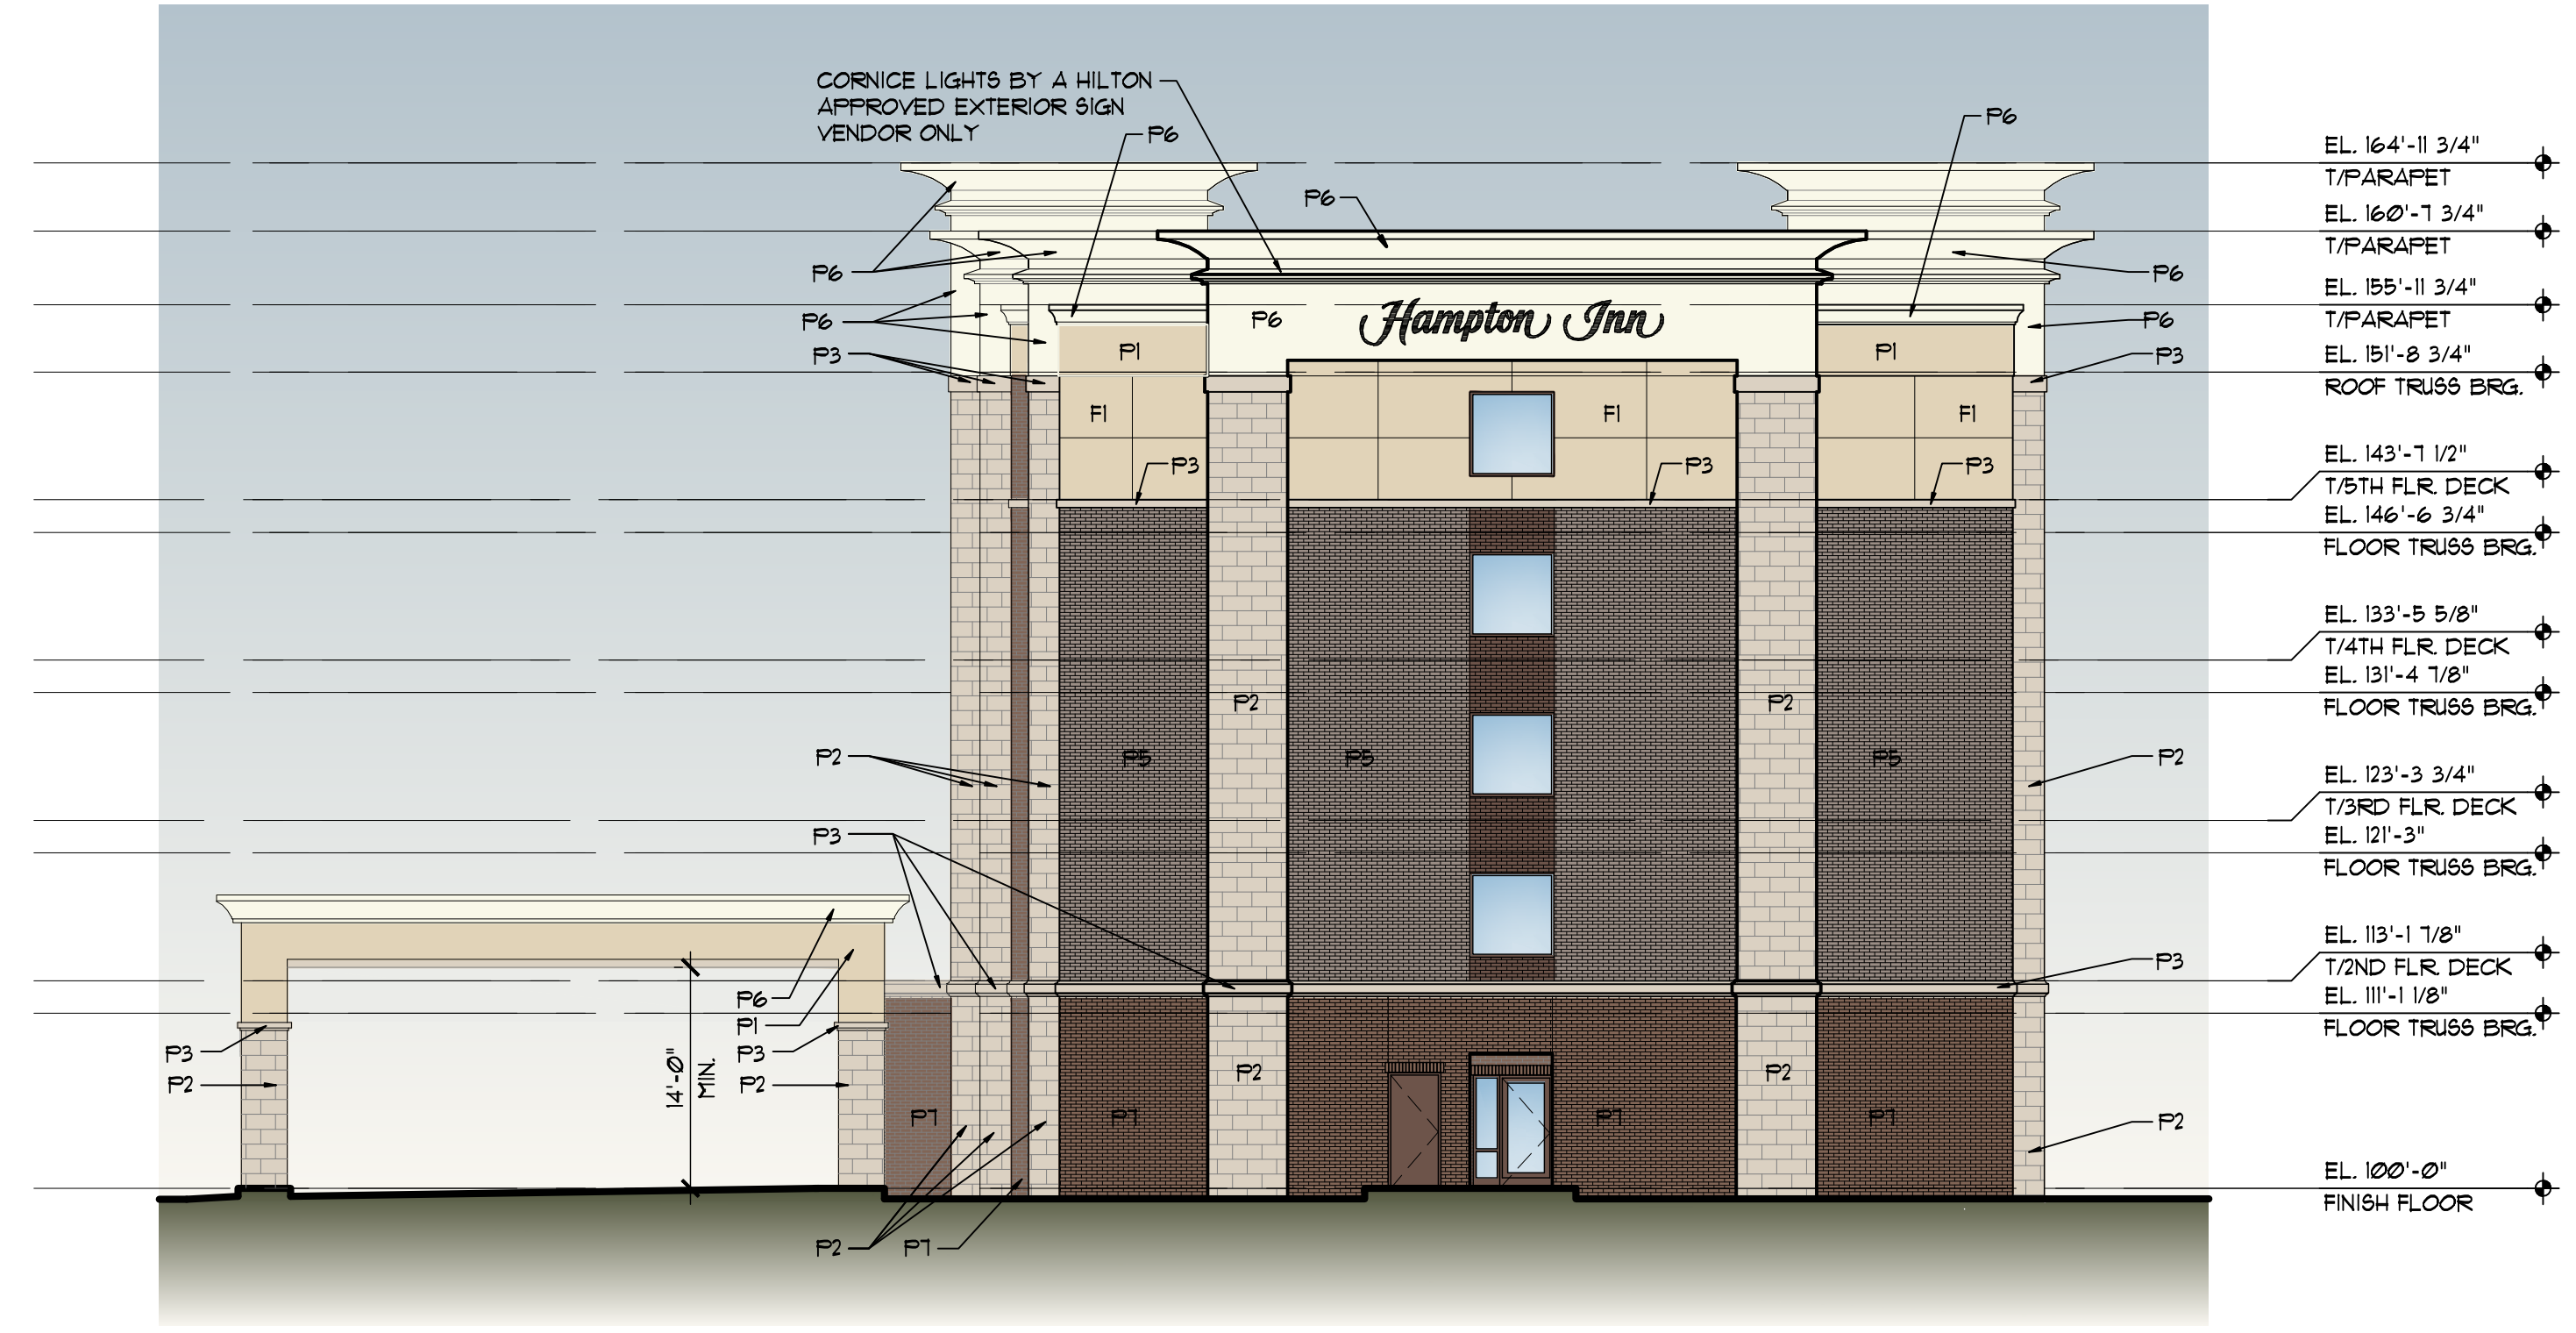 CORNICE LIGHTS BY A HILTON
APPROVED EXTERIOR SIGN
VENDOR ONLY
P6
P6
P6
P6
P6
P6
P6
P6
Hampton Inn
P3
P1
P1
P3
F1
F1
F1
P3
P3
P3
P2
P2
P2
P5
P5
P5
P2
P3
P3
P6
P1
P3
P2
P3
P2
14'-0"
MIN.
P2
P2
P7
P7
P7
P7
P2
P2
P7
EL. 164'-11 3/4"
T/PARAPET
EL. 160'-7 3/4"
T/PARAPET
EL. 155'-11 3/4"
T/PARAPET
EL. 151'-8 3/4"
ROOF TRUSS BRG.
EL. 143'-7 1/2"
T/5TH FLR. DECK
EL. 146'-6 3/4"
FLOOR TRUSS BRG.
EL. 133'-5 5/8"
T/4TH FLR. DECK
EL. 131'-4 7/8"
FLOOR TRUSS BRG.
EL. 123'-3 3/4"
T/3RD FLR. DECK
EL. 121'-3"
FLOOR TRUSS BRG.
EL. 113'-1 7/8"
T/2ND FLR. DECK
EL. 111'-1 1/8"
FLOOR TRUSS BRG.
EL. 100'-0"
FINISH FLOOR